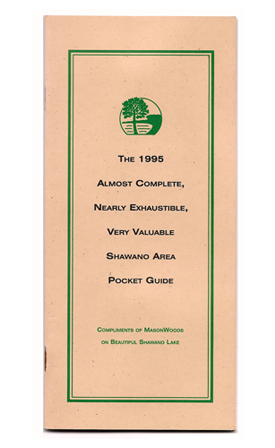 THE 1995
ALMOST COMPLETE,
NEARLY EXHAUSTIBLE,
VERY VALUABLE
SHAWANO AREA
POCKET GUIDE
COMPLIMENTS OF MASONWOODS
ON BEAUTIFUL SHAWANO LAKE